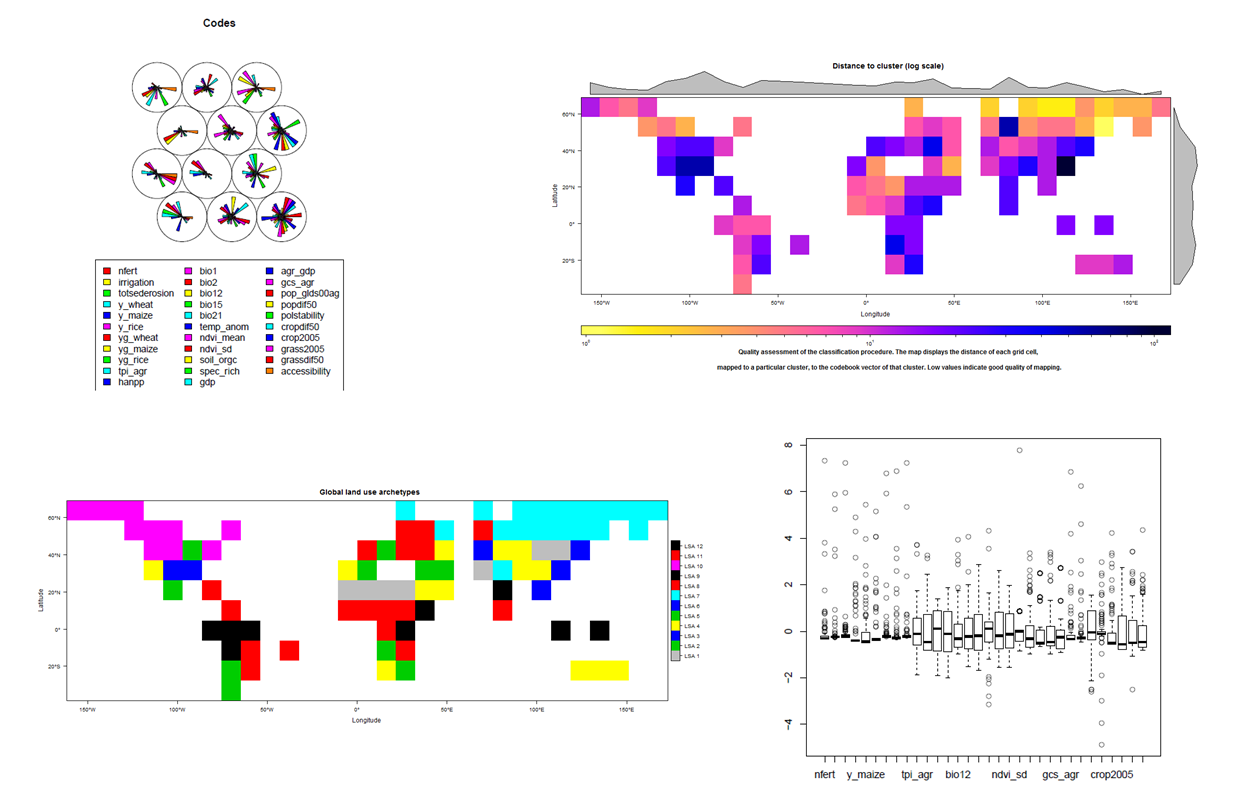 Codes
nfert
irrigation
totsederosion
y_wheat
y_maize
y_rice
yg_wheat
yg_maize
yg_rice
tpi_agr
hanpp
bio1
bio2
bio12
bio15
bio21
temp_anom
ndvi_mean
ndvi_sd
soil_orgc
spec_rich
gdp
agr_gdp
gcs_agr
pop_glds00ag
popdif50
polstability
cropdif50
crop2005
grass2005
grassdif50
accessibility
Distance to cluster (log scale)
60°N
40°N
20°N
0°
20°S
Latitude
150°W
100°W
50°W
0°
50°E
100°E
150°E
Longitude
Quality assessment of the classification procedure. The map displays the distance of each grid cell,
mapped to a particular cluster, to the codebook vector of that cluster. Low values indicate good quality of mapping.
Global land use archetypes
60°N
40°N
20°N
0°
20°S
Latitude
150°W
100°W
50°W
0°
50°E
100°E
150°E
Longitude
LSA 12
LSA 11
LSA 10
LSA 9
LSA 8
LSA 7
LSA 6
LSA 5
LSA 4
LSA 3
LSA 2
LSA 1
8
6
4
2
0
−2
−4
nfert y_maize tpi_agr bio12 ndvi_sd gcs_agr crop2005